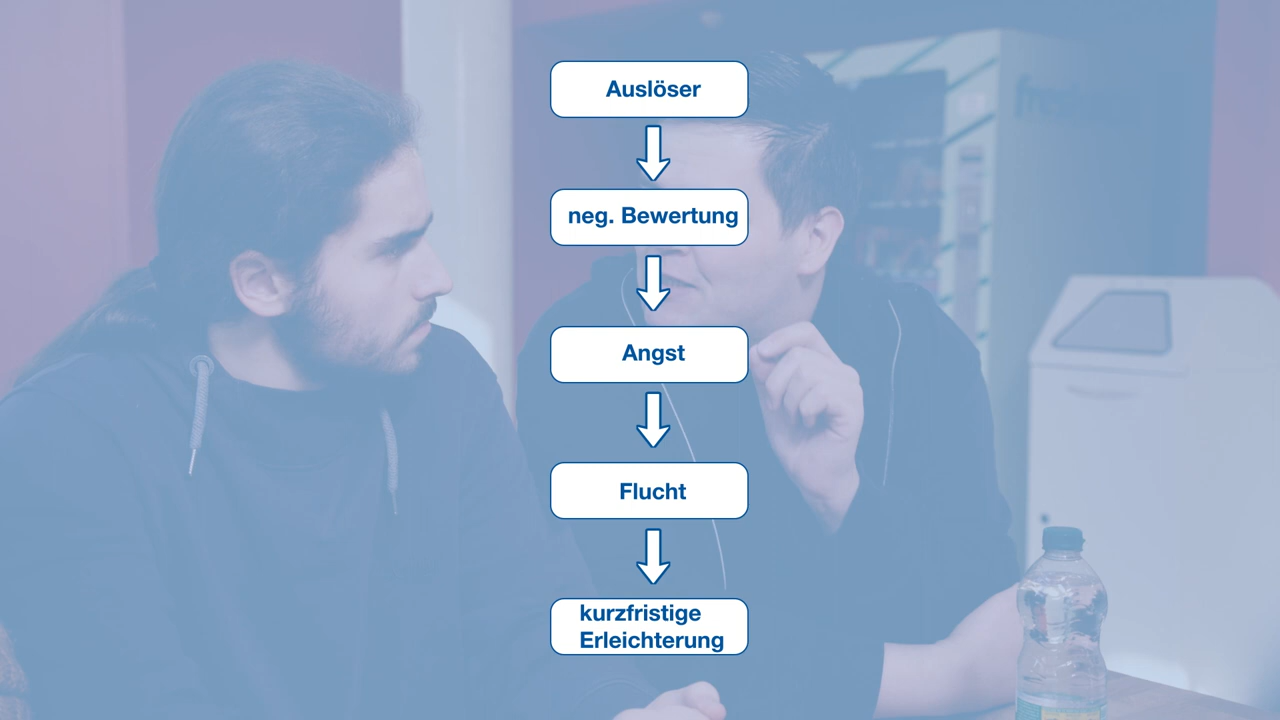 Auslöser
neg. Bewertung
Angst
Flucht
kurzfristige
Erleichterung